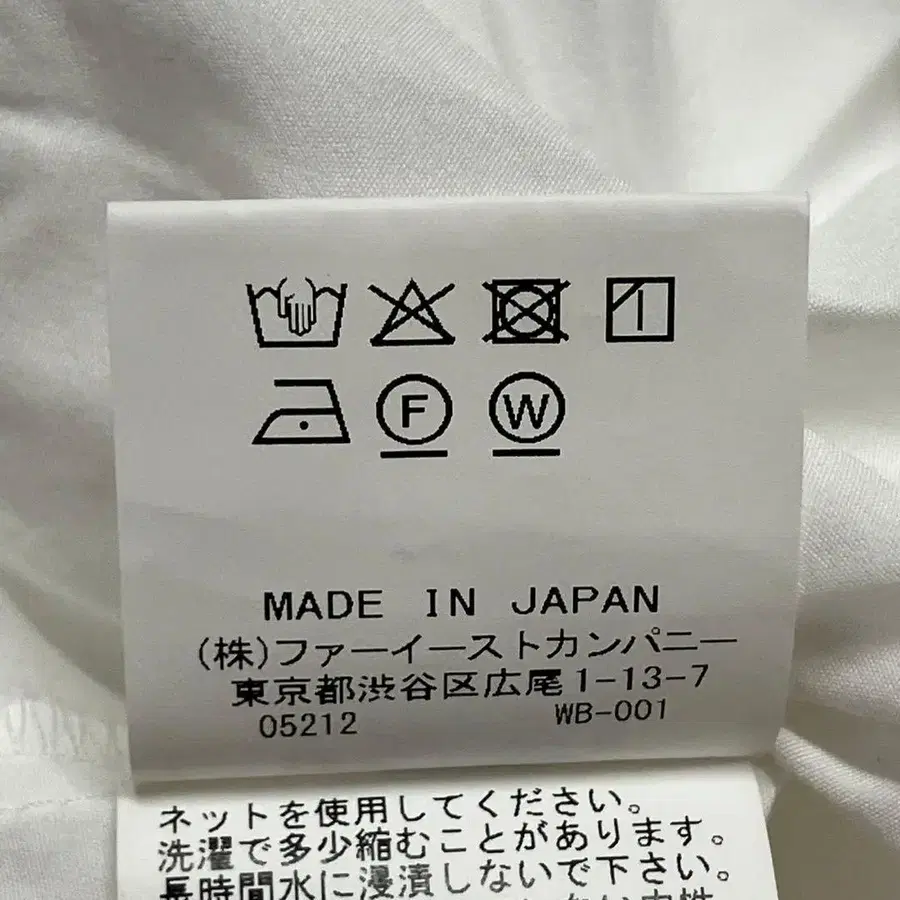 F W
MADE IN JAPAN
(株)ファーイーストカンパニー
東京都渋谷区広尾1-13-7
05212 WB-001
ネットを使用してください。
洗濯で多少縮むことがあります。
長時間水に浸漬しないで下さい。